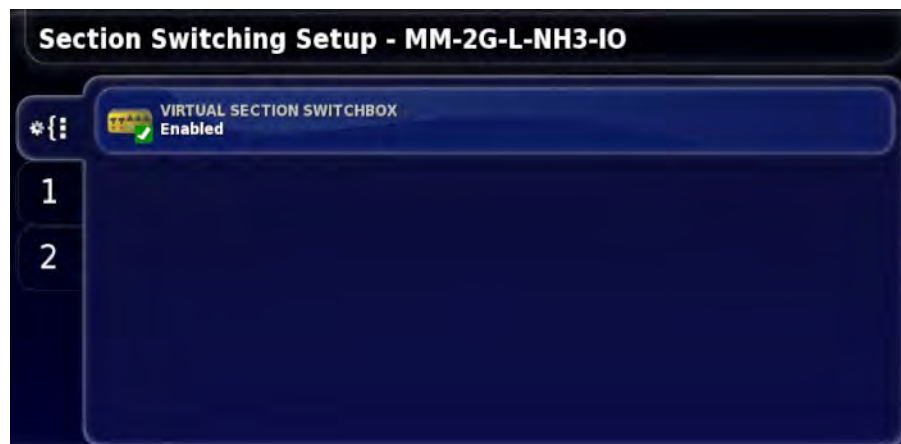 Section Switching Setup - MM-2G-L-NH3-IO
VIRTUAL SECTION SWITCHBOX
Enabled
1
2